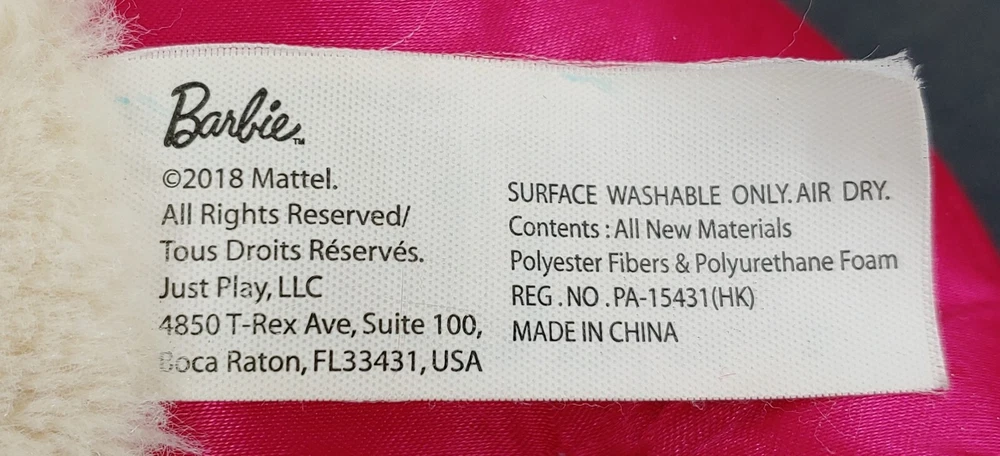 Barbie™
©2018 Mattel.
All Rights Reserved/
Tous Droits Réservés.
Just Play, LLC
4850 T-Rex Ave, Suite 100,
Boca Raton, FL33431, USA
SURFACE WASHABLE ONLY. AIR DRY.
Contents : All New Materials
Polyester Fibers & Polyurethane Foam
REG . NO . PA-15431(HK)
MADE IN CHINA